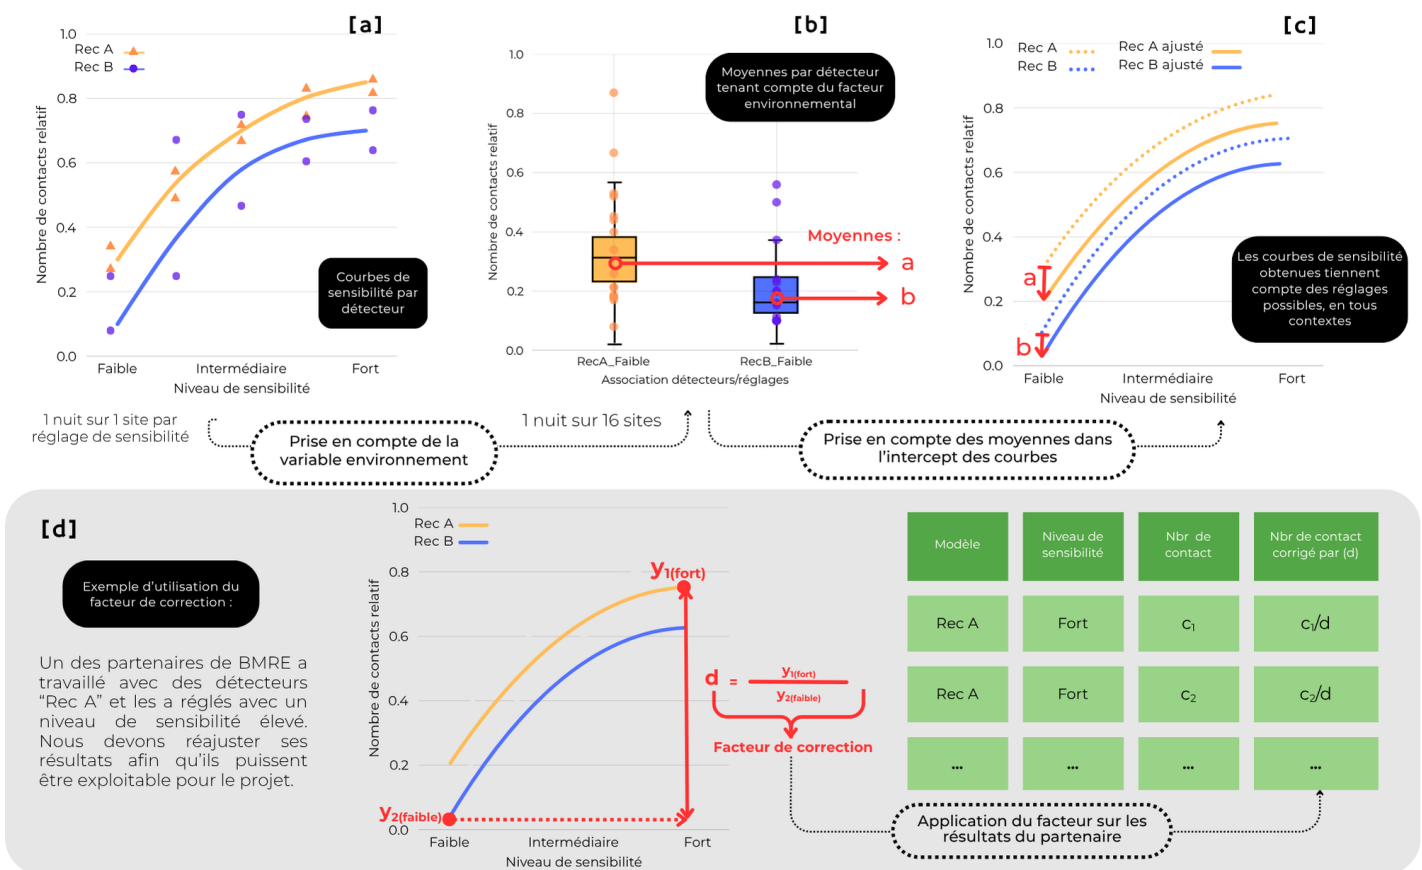 [a]
1.0
Rec A
Rec B
0.8
0.6
0.4
0.2
0.0
Nombre de contacts relatif
Courbes de
sensibilité par
détecteur
Faible
Intermédiaire
Fort
Niveau de sensibilité
[b]
1.0
0.8
0.6
0.4
0.2
0.0
Nombre de contacts relatif
Moyennes par détecteur
tenant compte du facteur
environnemental
Moyennes :
a
b
RecA_Faible
RecB_Faible
Association détecteurs/réglages
[c]
1.0
Rec A
Rec B
Rec A ajusté
Rec B ajusté
0.8
0.6
0.4
0.2
0.0
Nombre de contacts relatif
a
b
Les courbes de sensibilité
obtenues tiennent
compte des réglages
possibles, en tous
contextes
Faible
Intermédiaire
Fort
Niveau de sensibilité
1 nuit sur 1 site par
réglage de sensibilité
Prise en compte de la
variable environnement
1 nuit sur 16 sites
Prise en compte des moyennes dans
l'intercept des courbes
[d]
Exemple d'utilisation du
facteur de correction :
Un des partenaires de BMRE a
travaillé avec des détecteurs
“Rec A” et les a réglés avec un
niveau de sensibilité élevé.
Nous devons réajuster ses
résultats afin qu'ils puissent
être exploitable pour le projet.
1.0
Rec A
Rec B
0.8
0.6
0.4
0.2
0.0
Nombre de contacts relatif
y1(fort)
y2(faible)
Faible
Intermédiaire
Fort
Niveau de sensibilité
d = y1(fort)
y2(faible)
Facteur de correction
Modèle
Niveau de
sensibilité
Nbr de
contact
Nbr de contact
corrigé par (d)
Rec A
Fort
c1
c1/d
Rec A
Fort
c2
c2/d
...
...
...
...
Application du facteur sur les
résultats du partenaire